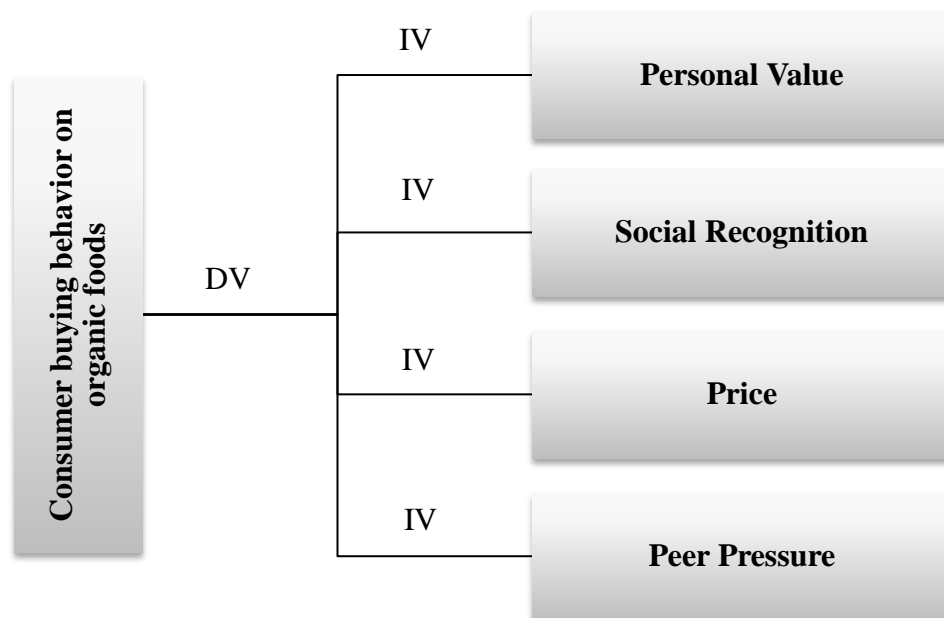 Consumer buying behavior on
organic foods
DV
IV
Personal Value
IV
Social Recognition
IV
Price
IV
Peer Pressure